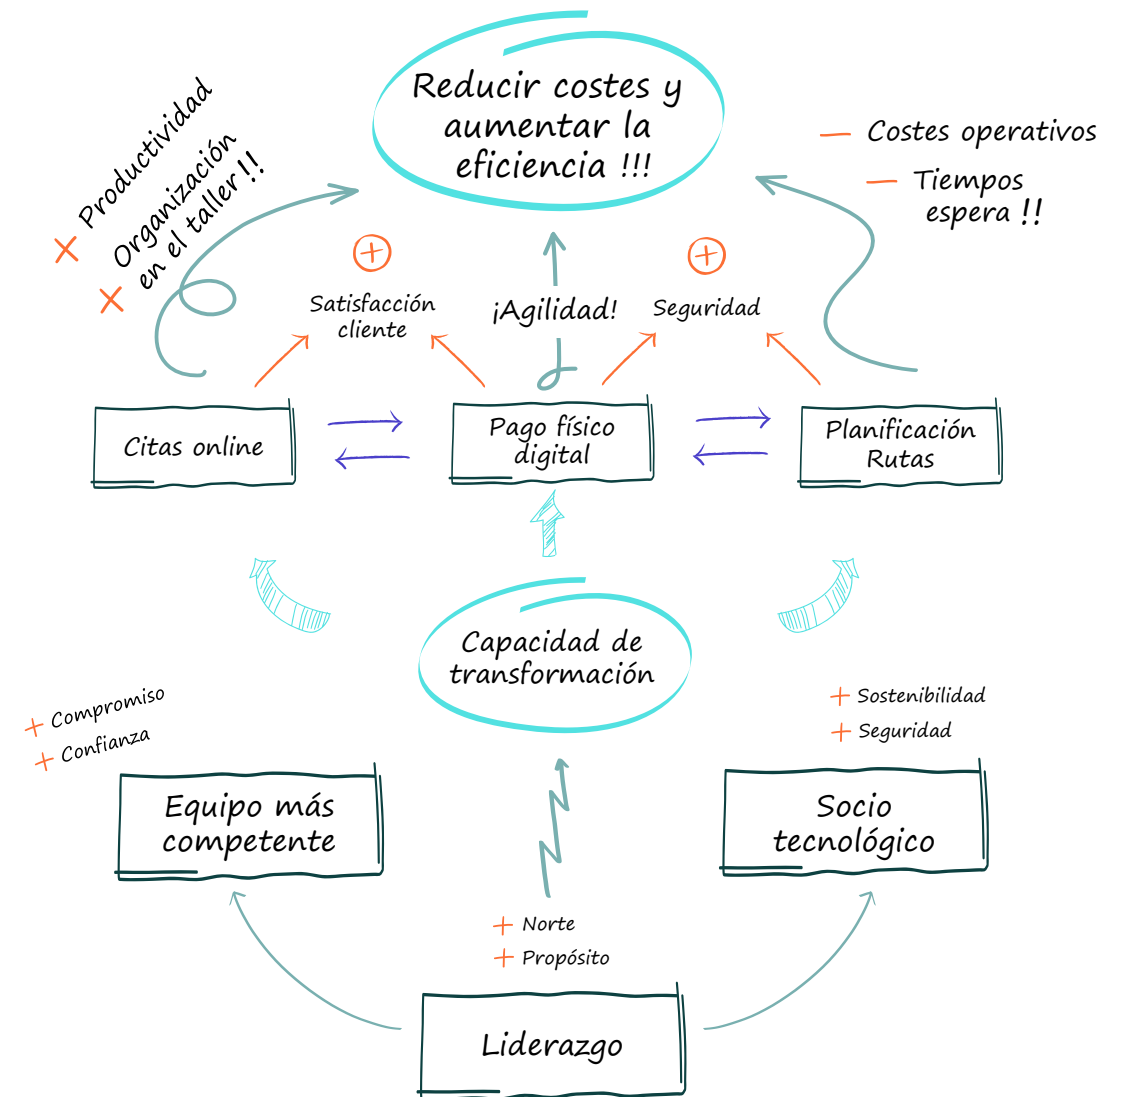 Reducir costes y
aumentar la
eficiencia !!!
+ Productividad
+ Organización
en el taller!!
— Costes operativos
— Tiempos
espera !!
+
Satisfacción
cliente
¡Agilidad!
+
Seguridad
Citas online
Pago físico
digital
Planificación
Rutas
Capacidad de
transformación
+ Compromiso
+ Confianza
+ Sostenibilidad
+ Seguridad
Equipo más
competente
Socio
tecnológico
+ Norte
+ Propósito
Liderazgo